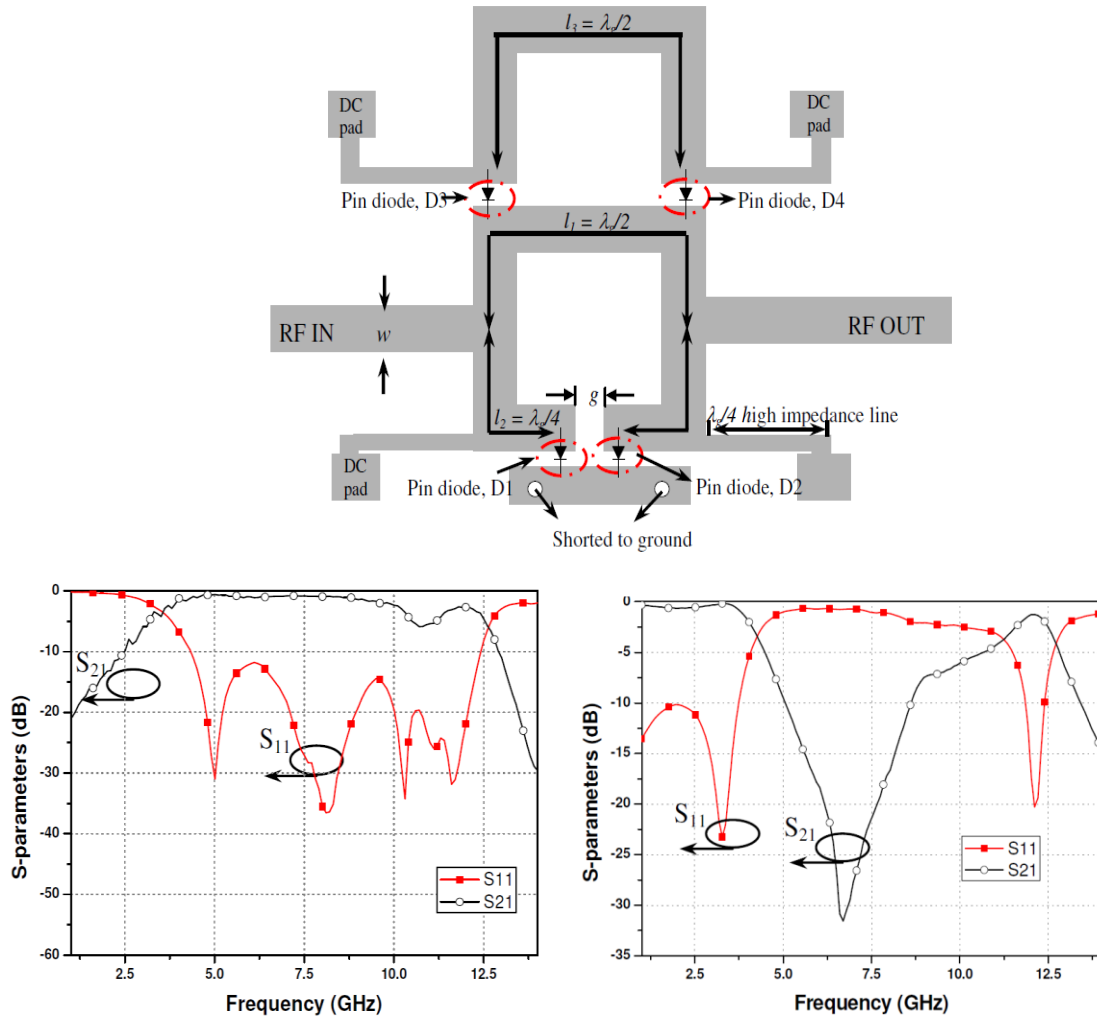 l3 = λg/2
DC
pad
DC
pad
Pin diode, D3
Pin diode, D4
l1 = λg/2
RF IN
w
RF OUT
g
l2 = λg/4
λg/4 high impedance line
DC
pad
Pin diode, D1
Pin diode, D2
Shorted to ground
S-parameters (dB)
0
-10
-20
-30
-40
-50
-60
S21
S11
S11
S21
2.5
5.0
7.5
10.0
12.5
Frequency (GHz)
S-parameters (dB)
0
-5
-10
-15
-20
-25
-30
-35
S11
S21
S11
S21
2.5
5.0
7.5
10.0
12.5
Frequency (GHz)